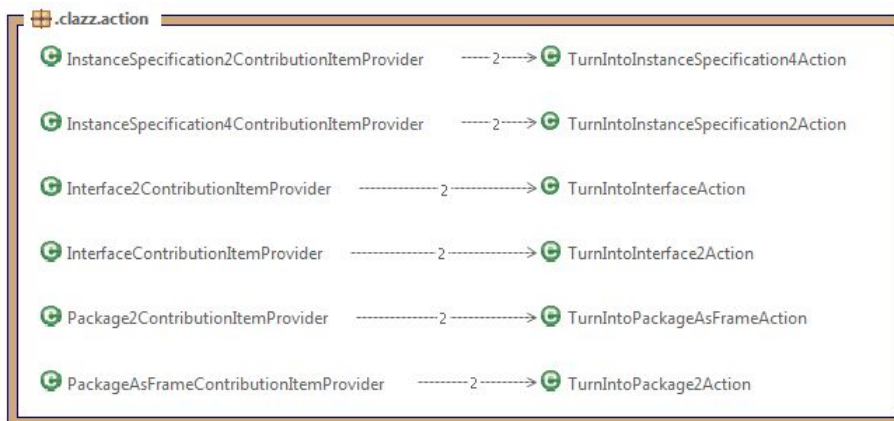 .clazz.action
InstanceSpecification2ContributionItemProvider 2 TurnIntoInstanceSpecification4Action
InstanceSpecification4ContributionItemProvider 2 TurnIntoInstanceSpecification2Action
Interface2ContributionItemProvider 2 TurnIntoInterfaceAction
InterfaceContributionItemProvider 2 TurnIntoInterface2Action
Package2ContributionItemProvider 2 TurnIntoPackageAsFrameAction
PackageAsFrameContributionItemProvider 2 TurnIntoPackage2Action